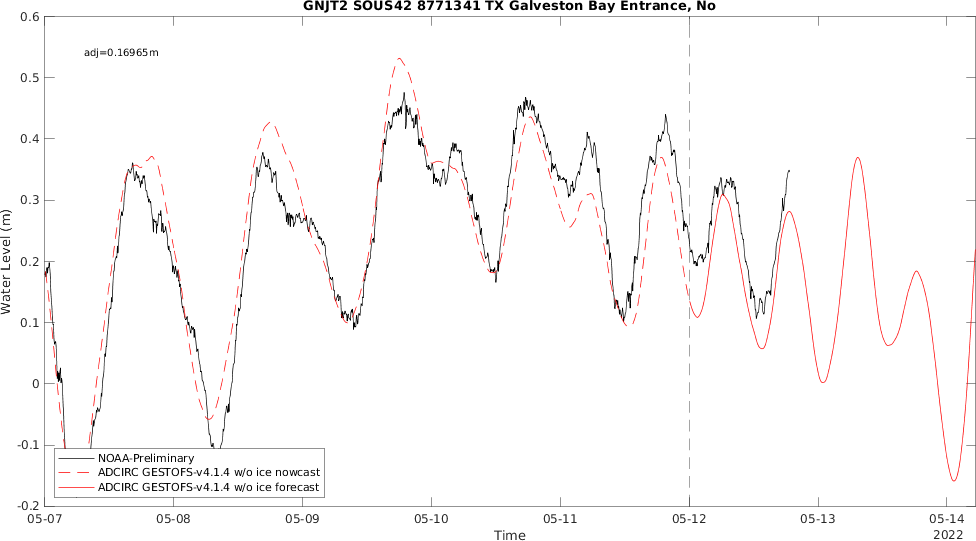 GNJT2 SOUS42 8771341 TX Galveston Bay Entrance, No
adj=0.16965m
Water Level (m)
0.6
0.5
0.4
0.3
0.2
0.1
0
-0.1
-0.2
NOAA-Preliminary
ADCIRC GESTOFS-v4.1.4 w/o ice nowcast
ADCIRC GESTOFS-v4.1.4 w/o ice forecast
05-07 05-08 05-09 05-10 05-11 05-12 05-13 05-14
Time
2022